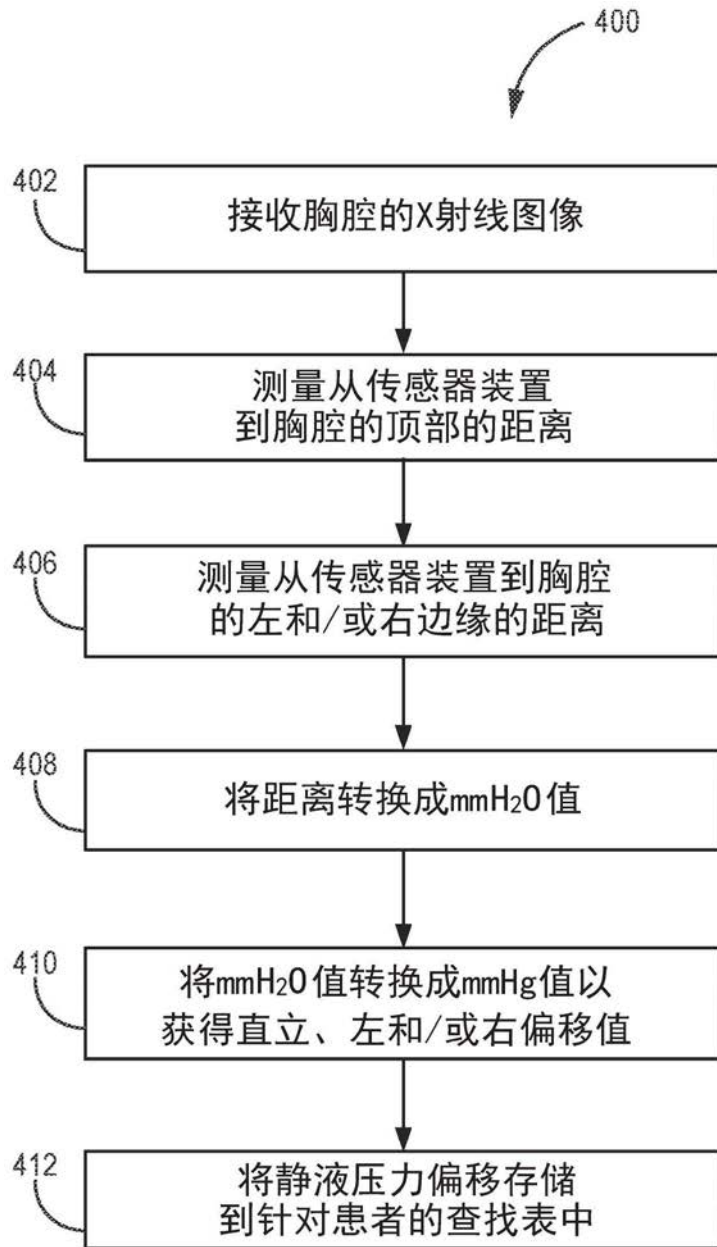 400
402
接收胸腔的X射线图像
404
测量从传感器装置
到胸腔的顶部的距离
406
测量从传感器装置到胸腔
的左和/或右边缘的距离
408
将距离转换成mmH₂O值
410
将mmH₂O值转换成mmHg值以
获得直立、左和/或右偏移值
412
将静液压力偏移存储
到针对患者的查找表中